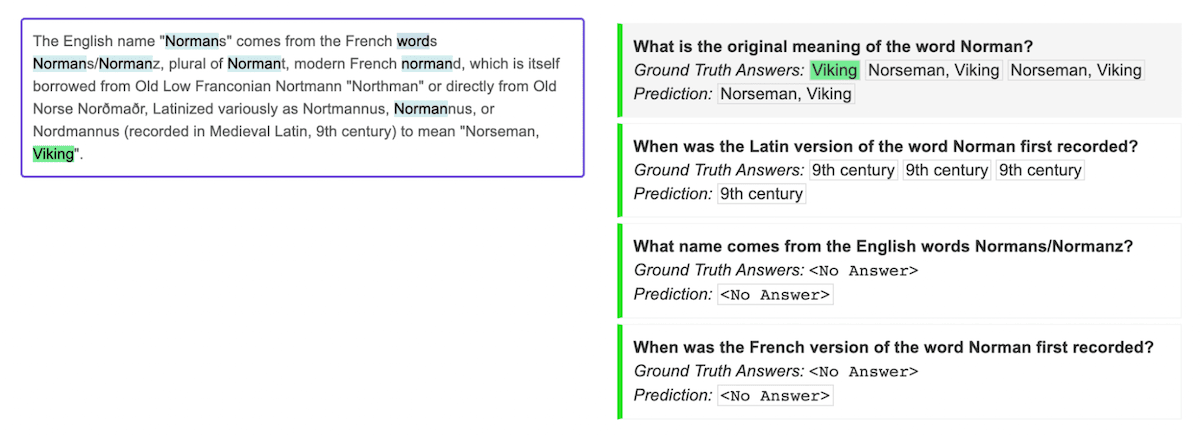 The English name "Normans" comes from the French words
Normans/Normanz, plural of Normant, modern French normand, which is itself
borrowed from Old Low Franconian Nortmann "Northman" or directly from Old
Norse Norðmaðr, Latinized variously as Nortmannus, Normannus, or
Nordmannus (recorded in Medieval Latin, 9th century) to mean "Norseman,
Viking".
What is the original meaning of the word Norman?
Ground Truth Answers: Viking Norseman, Viking Norseman, Viking
Prediction: Norseman, Viking
When was the Latin version of the word Norman first recorded?
Ground Truth Answers: 9th century 9th century 9th century
Prediction: 9th century
What name comes from the English words Normans/Normanz?
Ground Truth Answers: <No Answer>
Prediction: <No Answer>
When was the French version of the word Norman first recorded?
Ground Truth Answers: <No Answer>
Prediction: <No Answer>